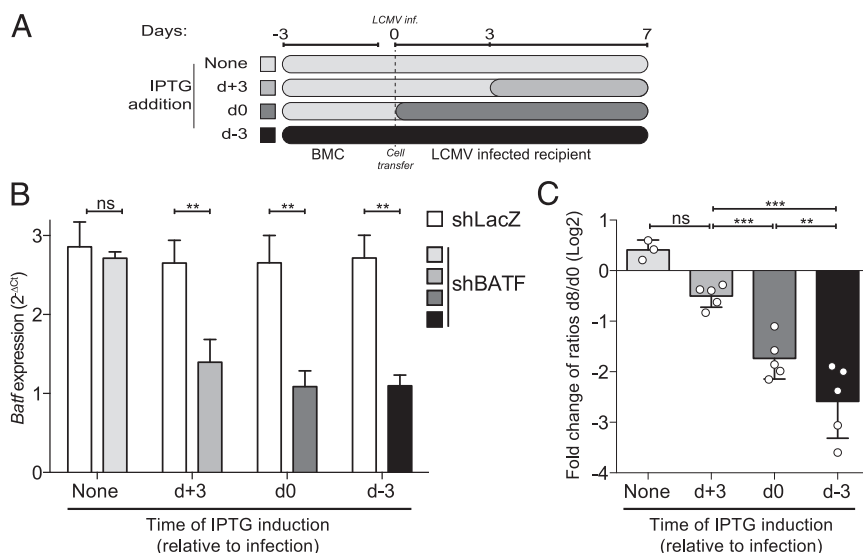 A
LCMV inf.
Days: -3 0 3 7
None
IPTG addition
d+3
d0
d-3
BMC
Cell transfer
LCMV infected recipient
B
ns ** ** **
shLacZ
shBATF
Batf expression (2-ΔCt)
3
2
1
0
None d+3 d0 d-3
Time of IPTG induction
(relative to infection)
C
***
ns *** **
Fold change of ratios d8/d0 (Log2)
1
0
-1
-2
-3
-4
None d+3 d0 d-3
Time of IPTG induction
(relative to infection)